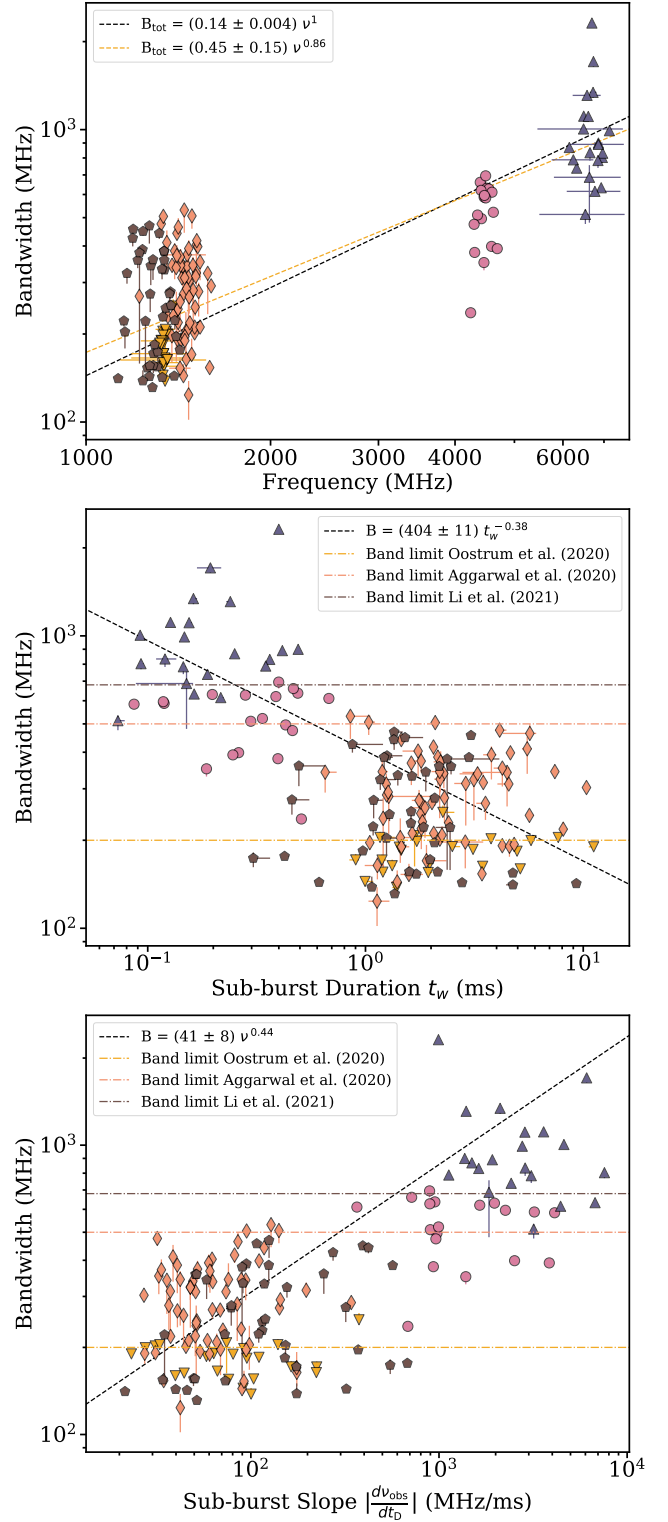 B_tot = (0.14 ± 0.004) ν^1
B_tot = (0.45 ± 0.15) ν^0.86
Bandwidth (MHz)
10^3
10^2
1000
2000
3000
4000
6000
Frequency (MHz)
B = (404 ± 11) t_w^−0.38
Band limit Oostrum et al. (2020)
Band limit Aggarwal et al. (2020)
Band limit Li et al. (2021)
Bandwidth (MHz)
10^3
10^2
10^−1
10^0
10^1
Sub-burst Duration t_w (ms)
B = (41 ± 8) ν^0.44
Band limit Oostrum et al. (2020)
Band limit Aggarwal et al. (2020)
Band limit Li et al. (2021)
Bandwidth (MHz)
10^3
10^2
10^2
10^3
10^4
Sub-burst Slope |dν_obs/dt_D| (MHz/ms)